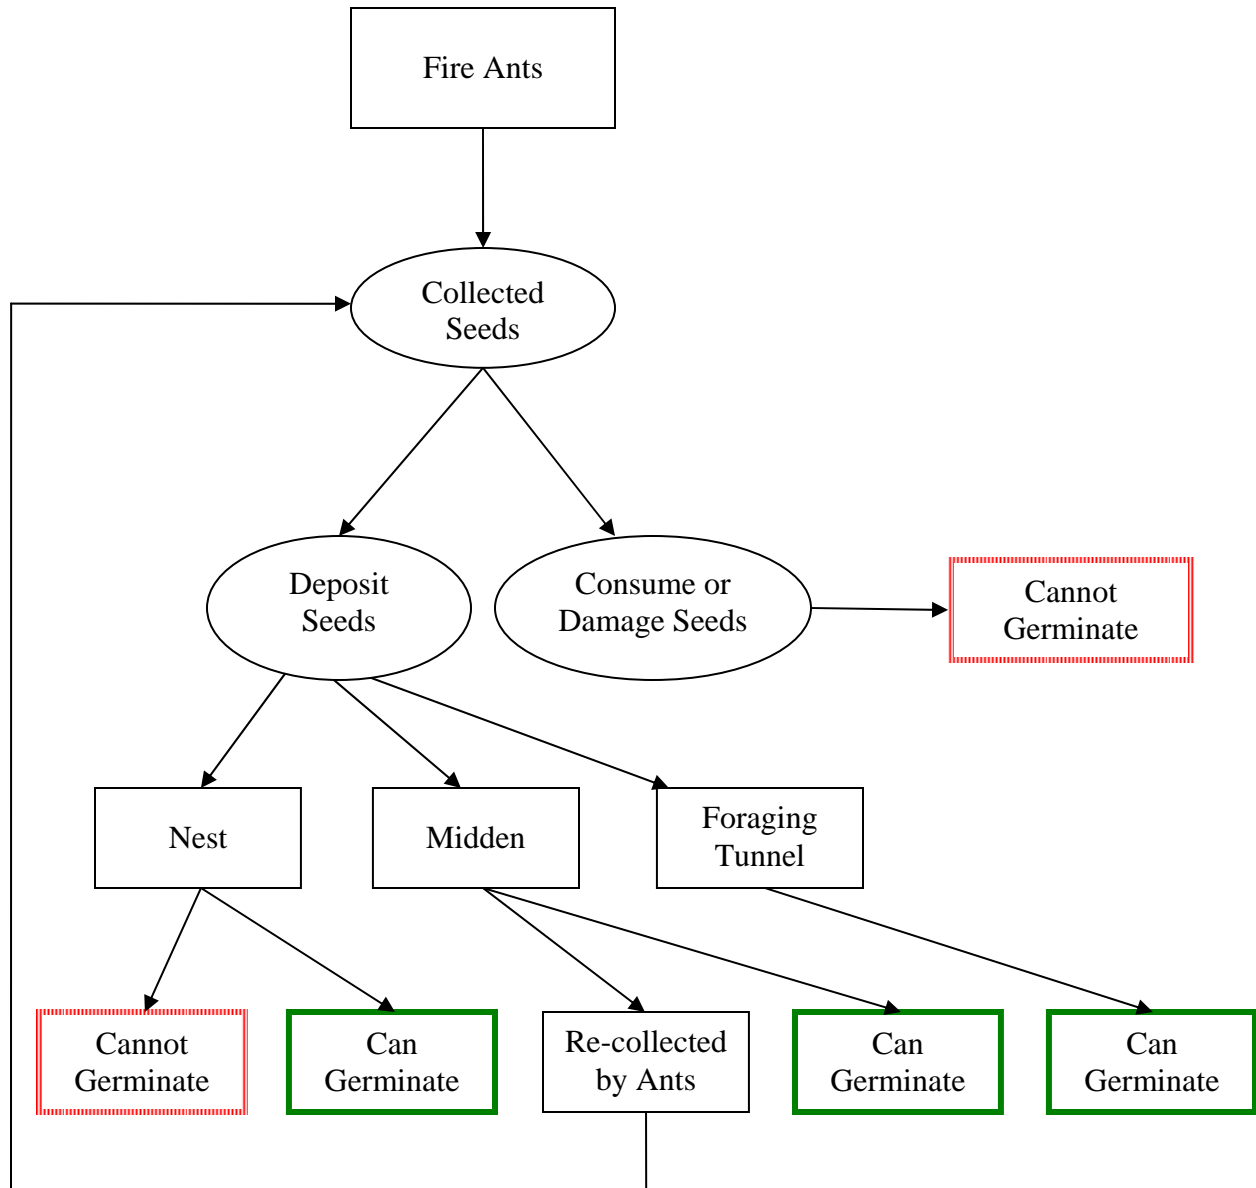 Fire Ants
Collected
Seeds
Deposit
Seeds
Consume or
Damage Seeds
Cannot
Germinate
Nest
Midden
Foraging
Tunnel
Cannot
Germinate
Can
Germinate
Re-collected
by Ants
Can
Germinate
Can
Germinate